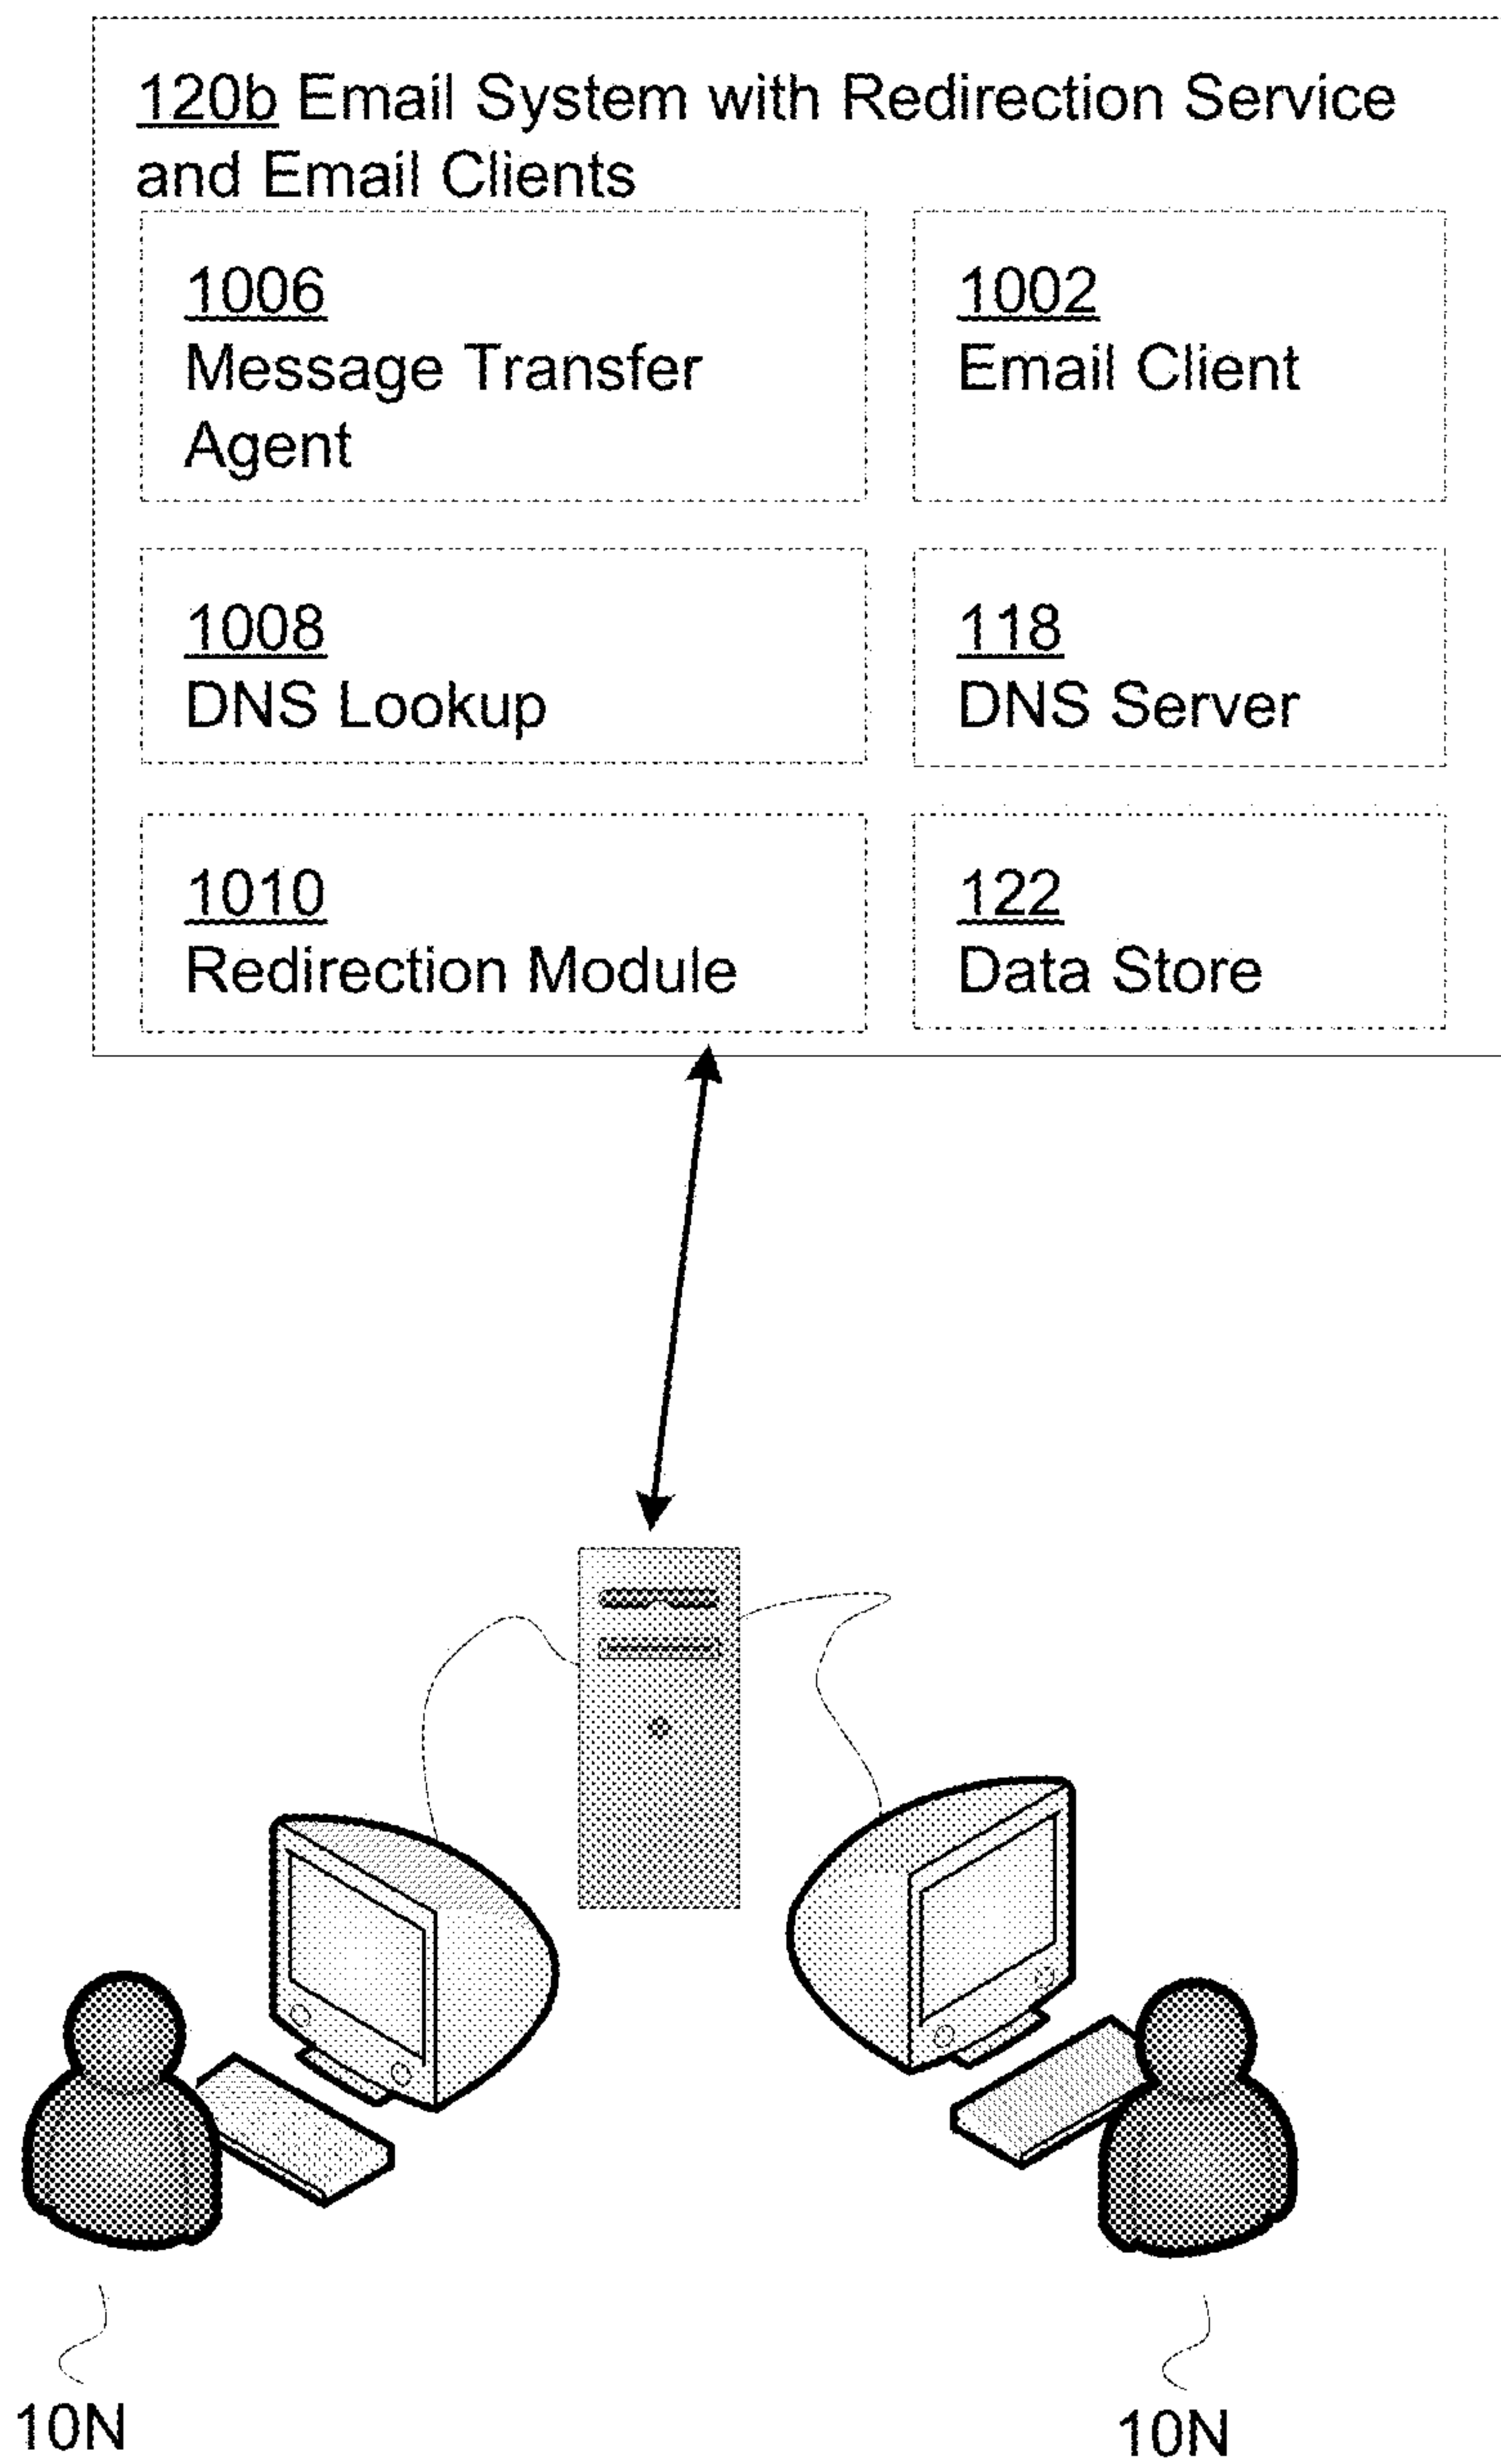 120b Email System with Redirection Service
and Email Clients
1006
Message Transfer
Agent
1002
Email Client
1008
DNS Lookup
118
DNS Server
1010
Redirection Module
122
Data Store
10N
10N